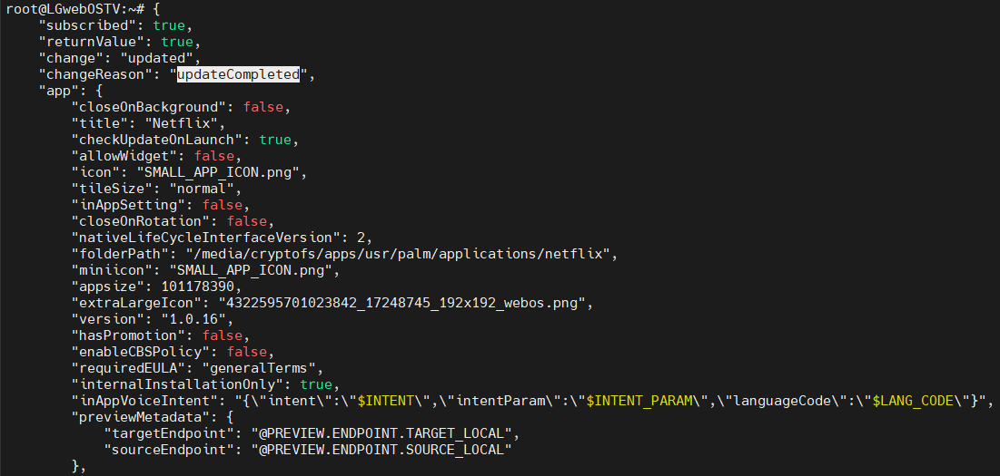 root@LGwebOSTV:~# {
    "subscribed": true,
    "returnValue": true,
    "change": "updated",
    "changeReason": "updateCompleted",
    "app": {
        "closeOnBackground": false,
        "title": "Netflix",
        "checkUpdateOnLaunch": true,
        "allowWidget": false,
        "icon": "SMALL_APP_ICON.png",
        "tileSize": "normal",
        "inAppSetting": false,
        "closeOnRotation": false,
        "nativeLifeCycleInterfaceVersion": 2,
        "folderPath": "/media/cryptofs/apps/usr/palm/applications/netflix",
        "miniicon": "SMALL_APP_ICON.png",
        "appsize": 101178390,
        "extraLargeIcon": "4322595701023842_17248745_192x192_webos.png",
        "version": "1.0.16",
        "hasPromotion": false,
        "enableCBSPolicy": false,
        "requiredEULA": "generalTerms",
        "internalInstallationOnly": true,
        "inAppVoiceIntent": "{\"intent\":\"$INTENT\",\"intentParam\":\"$INTENT_PARAM\",\"languageCode\":\"$LANG_CODE\"}",
        "previewMetadata": {
            "targetEndpoint": "@PREVIEW.ENDPOINT.TARGET_LOCAL",
            "sourceEndpoint": "@PREVIEW.ENDPOINT.SOURCE_LOCAL"
        },